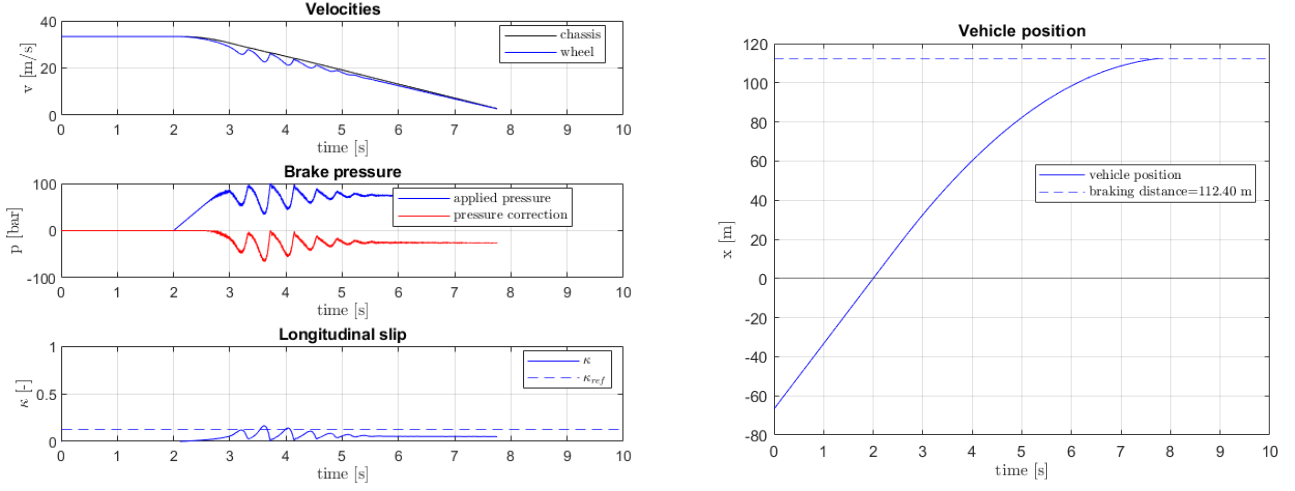 Velocities
40
20
0
v [m/s]
chassis
wheel
0 1 2 3 4 5 6 7 8 9 10
time [s]
Brake pressure
100
0
-100
p [bar]
applied pressure
pressure correction
0 1 2 3 4 5 6 7 8 9 10
time [s]
Longitudinal slip
1
0.5
0
κ [-]
κ
κref
0 1 2 3 4 5 6 7 8 9 10
time [s]
Vehicle position
120
100
80
60
40
20
0
-20
-40
-60
-80
x [m]
vehicle position
braking distance=112.40 m
0 1 2 3 4 5 6 7 8 9 10
time [s]